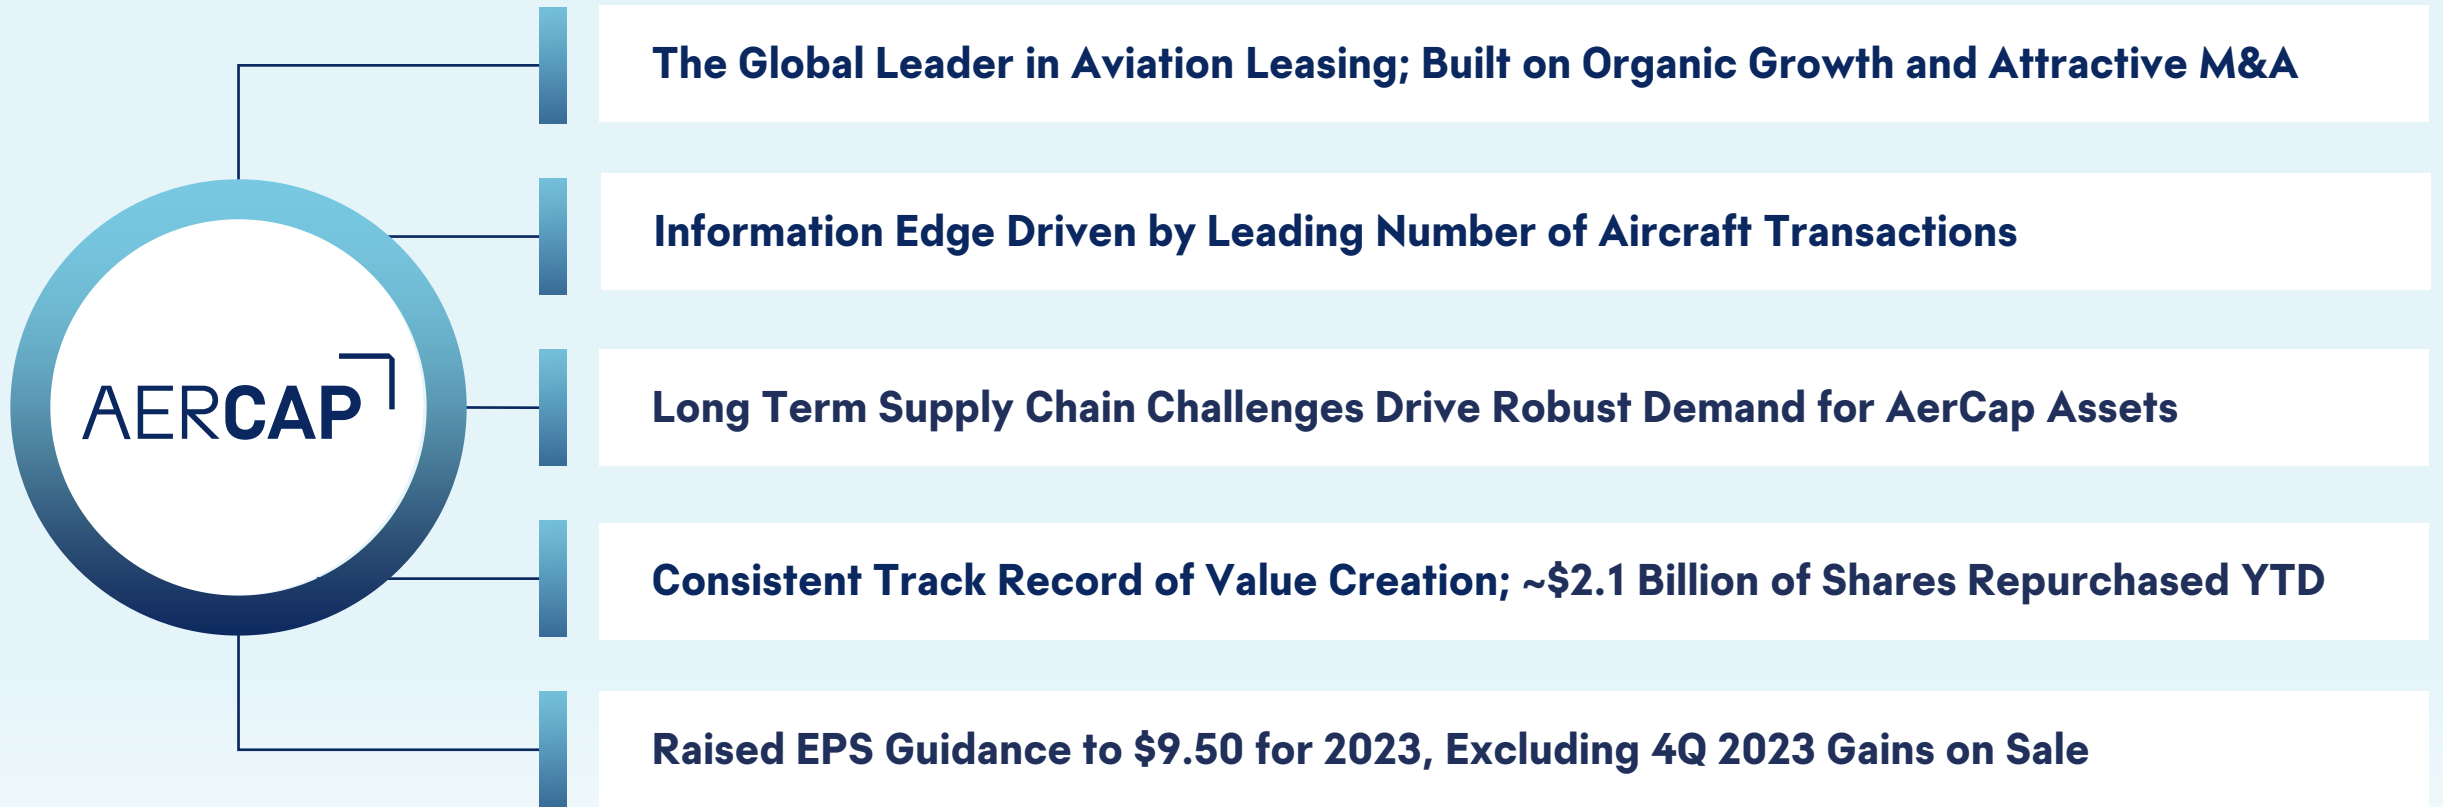 The Global Leader in Aviation Leasing; Built on Organic Growth and Attractive M&A
Information Edge Driven by Leading Number of Aircraft Transactions
AERCAP
Long Term Supply Chain Challenges Drive Robust Demand for AerCap Assets
Consistent Track Record of Value Creation; ~$2.1 Billion of Shares Repurchased YTD
Raised EPS Guidance to $9.50 for 2023, Excluding 4Q 2023 Gains on Sale